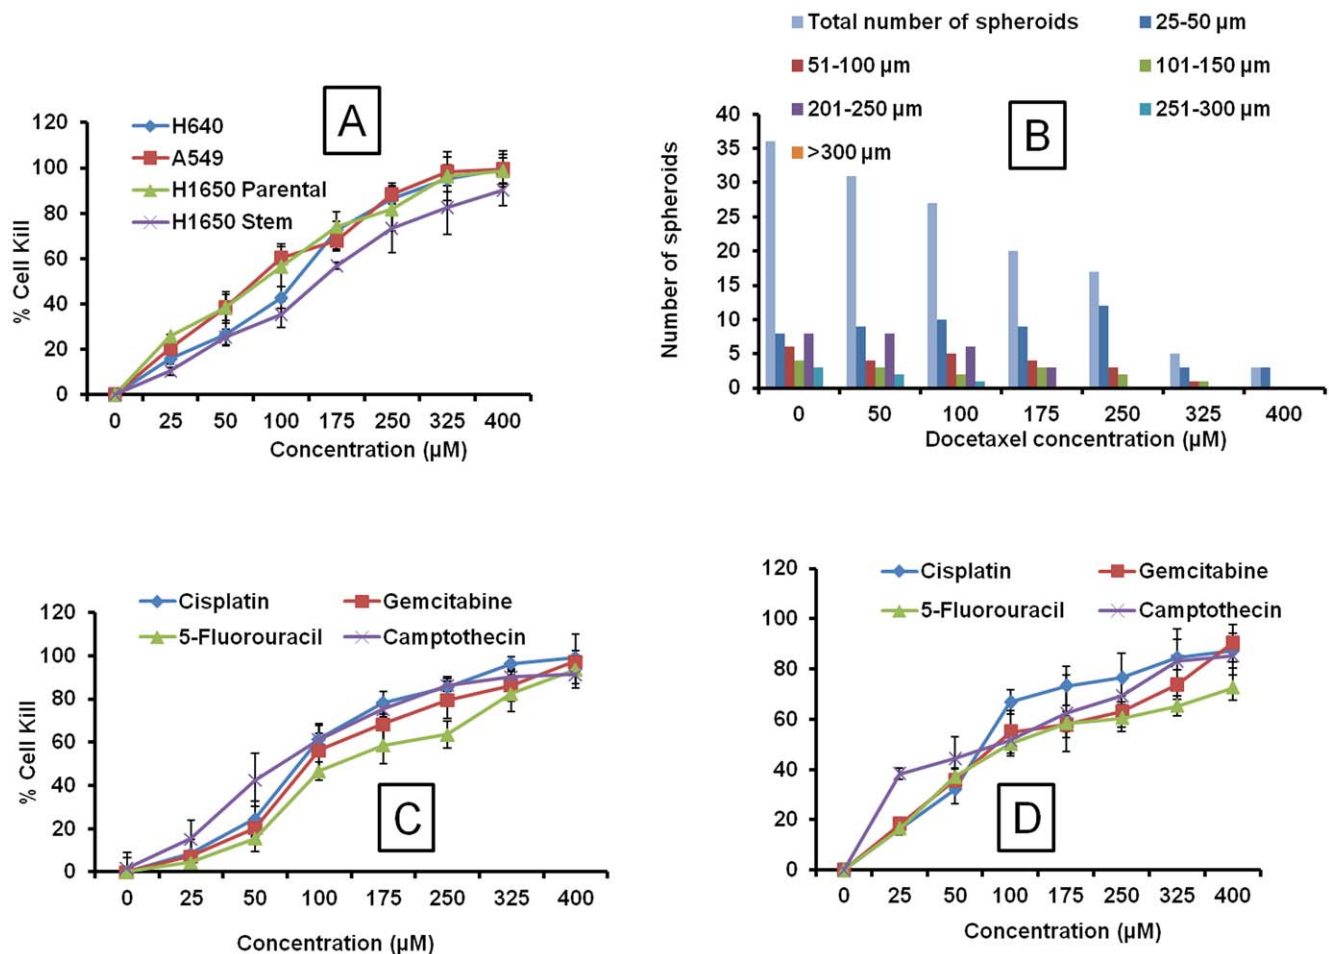 A
120
100
80
60
40
20
0
% Cell Kill
H640
A549
H1650 Parental
H1650 Stem
0 25 50 100 175 250 325 400
Concentration (µM)
B
Total number of spheroids 25-50 µm
51-100 µm 101-150 µm
201-250 µm 251-300 µm
>300 µm
40
35
30
25
20
15
10
5
0
Number of spheroids
0 50 100 175 250 325 400
Docetaxel concentration (µM)
C
Cisplatin Gemcitabine
5-Fluorouracil Camptothecin
120
100
80
60
40
20
0
% Cell Kill
0 25 50 100 175 250 325 400
Concentration (µM)
D
Cisplatin Gemcitabine
5-Fluorouracil Camptothecin
120
100
80
60
40
20
0
0 25 50 100 175 250 325 400
Concentration (µM)